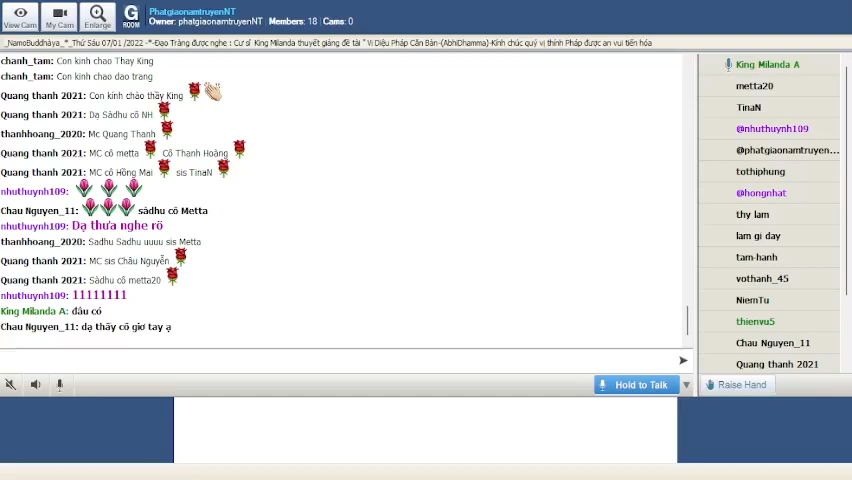 View Cam
My Cam
Enlarge
G
ROOM
PhatgiaonamtruyenNT
Owner: phatgiaonamtruyenNT | Members: 18 | Cams: 0
_NamoBuddhàya_*_Thứ Sáu 07/01 /2022 -*-Đạo Tràng được nghe : Cư sĩ King Milanda thuyết giảng đề tài " Vi Diệu Pháp Căn Bản-(AbhiDhamma)-Kính chúc quý vị thính Pháp được an vui tiến hóa
chanh_tam: Con kinh chao Thay King
chanh_tam: Con kinh chao dao trang
Quang thanh 2021: Con kính chào thầy King
Quang thanh 2021: Dạ Sàdhu cô NH
thanhhoang_2020: Mc Quang Thanh
Quang thanh 2021: MC cô metta Cô Thanh Hoàng
Quang thanh 2021: MC cô Hồng Mai sis TinaN
nhuthuynh109:
Chau Nguyen_11: sādhu cô Metta
nhuthuynh109: Dạ thưa nghe rõ
thanhhoang_2020: Sadhu Sadhu uuuu sis Metta
Quang thanh 2021: MC sis Châu Nguyễn
Quang thanh 2021: Sàdhu cô metta20
nhuthuynh109: 11111111
King Milanda A: đâu có
Chau Nguyen_11: dạ thấy cô giơ tay ạ
Hold to Talk
King Milanda A
metta20
TinaN
@nhuthuynh109
@phatgiaonamtruyen...
tothiphung
@hongnhat
thy lam
lam gi day
tam-hanh
vothanh_45
NiemTu
thienvu5
Chau Nguyen_11
Quang thanh 2021
Raise Hand